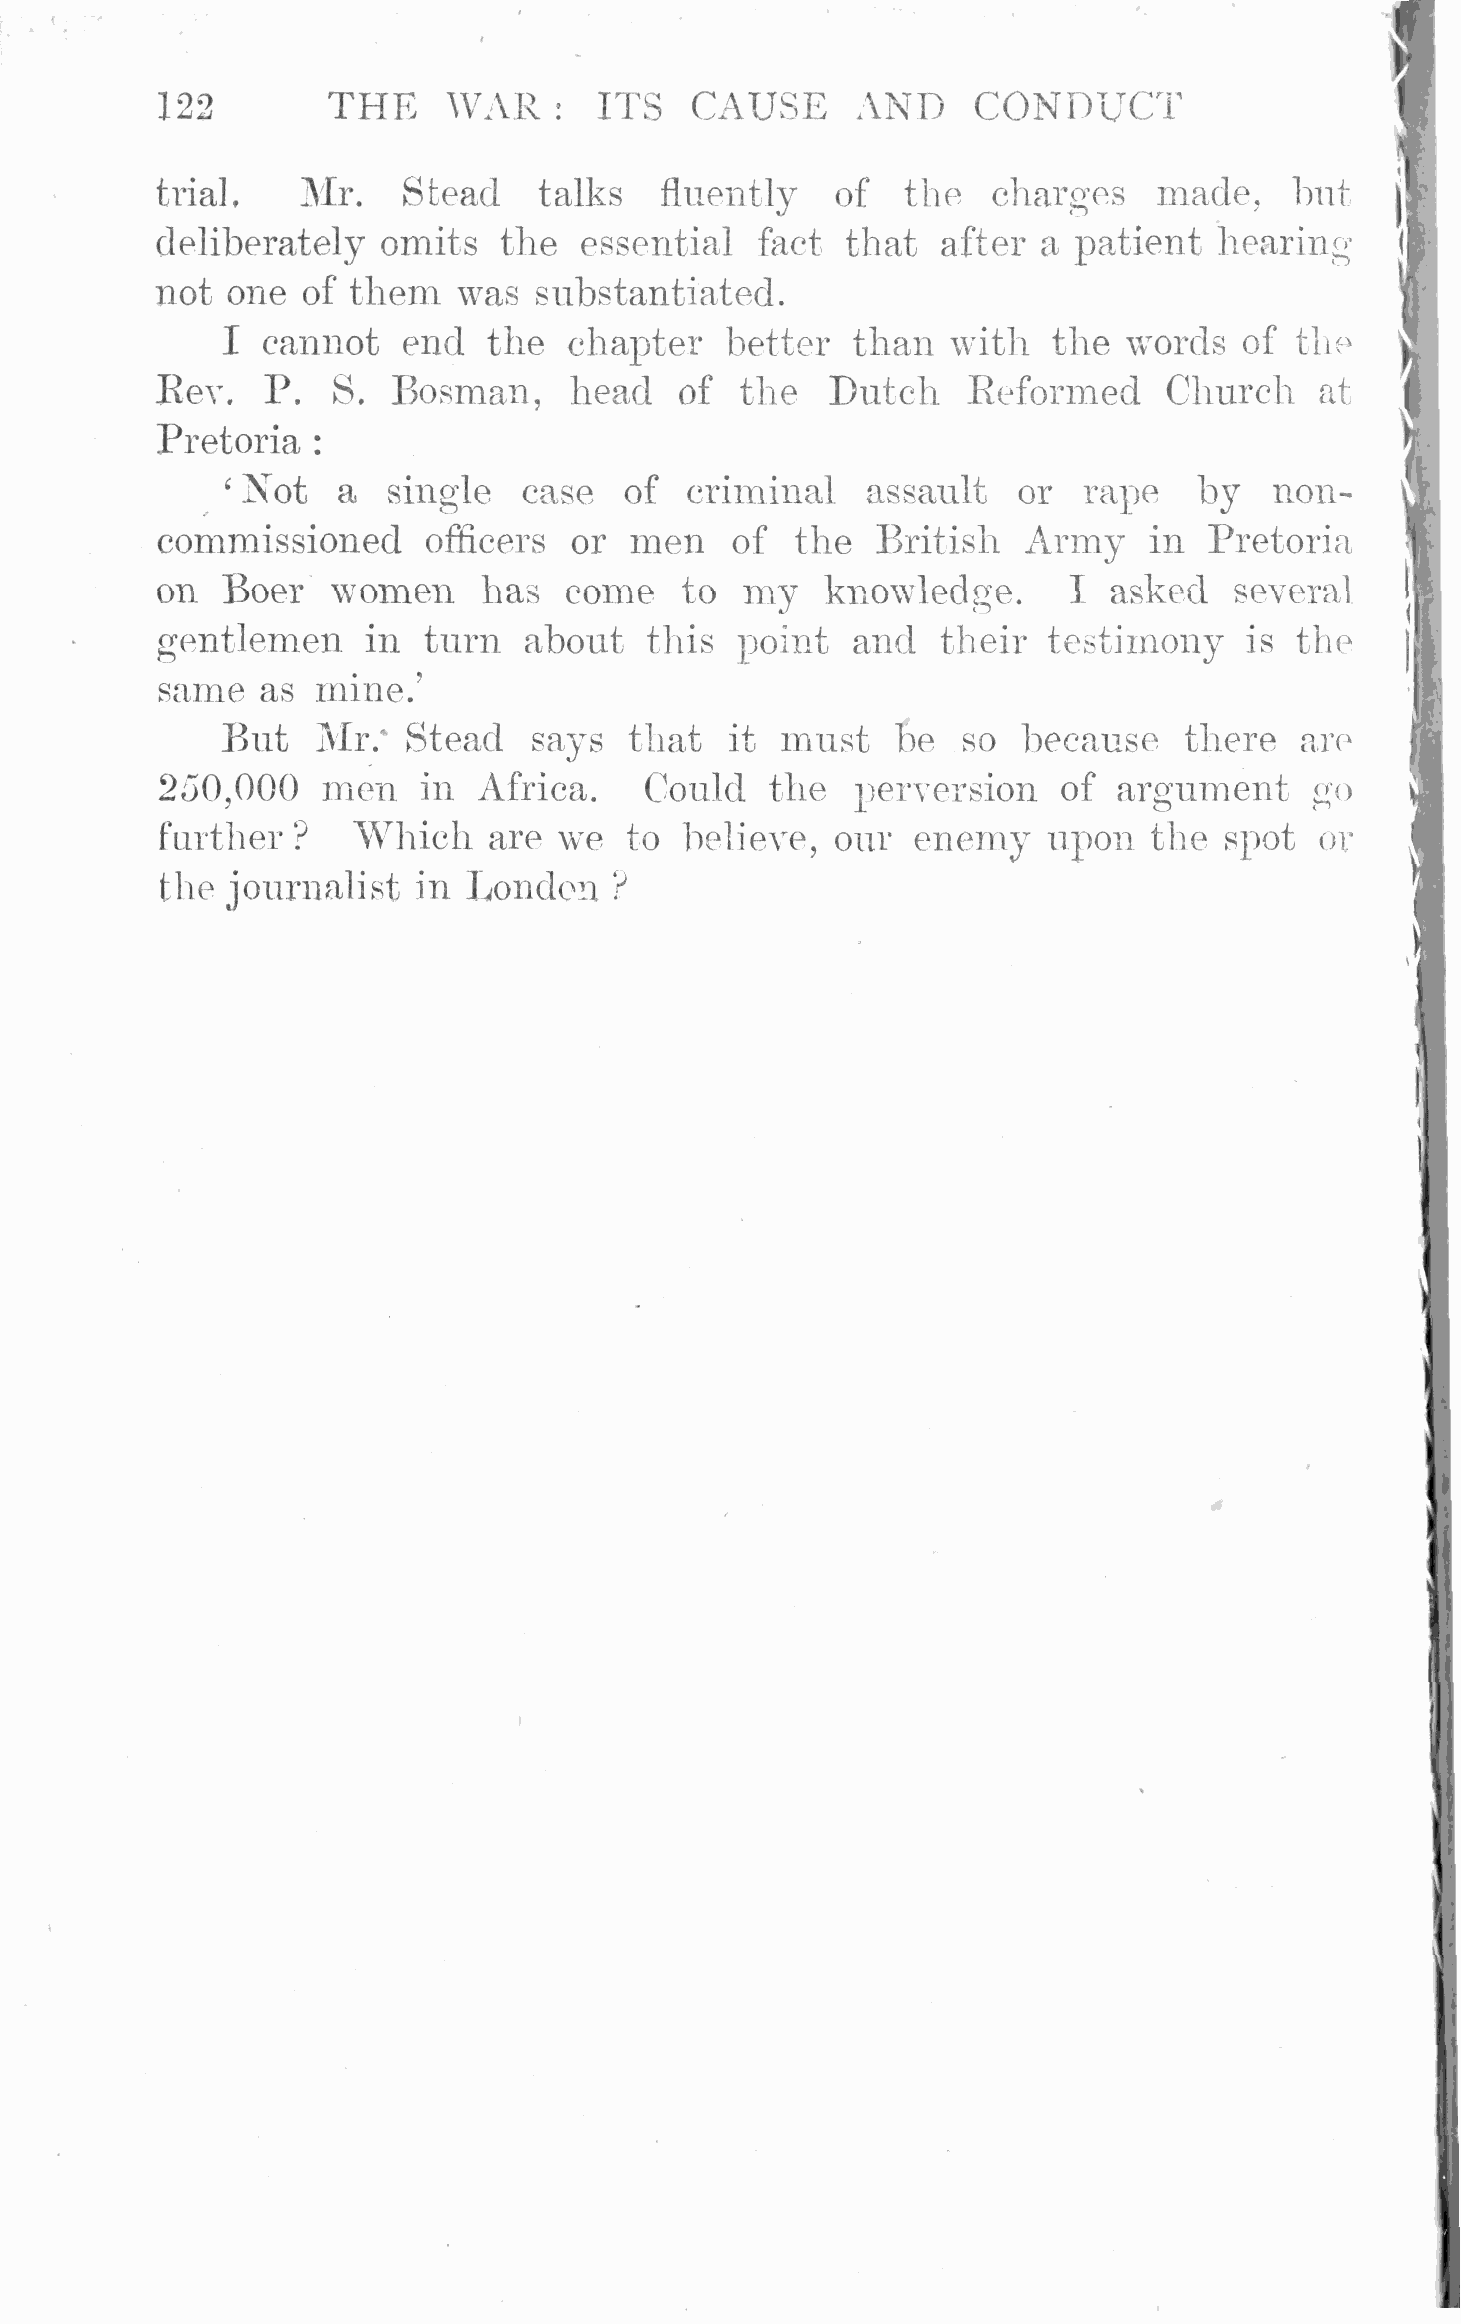 122 THE WAR : ITS CAUSE AND CONDUCT
trial. Mr. Stead talks fluently of the charges made, but
deliberately omits the essential fact that after a patient hearing
not one of them was substantiated.
I cannot end the chapter better than with the words of the
Rev. P. S. Bosman, head of the Dutch Reformed Church at
Pretoria :
‘Not a single case of criminal assault or rape by non-
commissioned officers or men of the British Army in Pretoria
on Boer women has come to my knowledge. I asked several
gentlemen in turn about this point and their testimony is the
same as mine.’
But Mr. Stead says that it must be so because there are
250,000 men in Africa. Could the perversion of argument go
further ? Which are we to believe, our enemy upon the spot or
the journalist in London ?